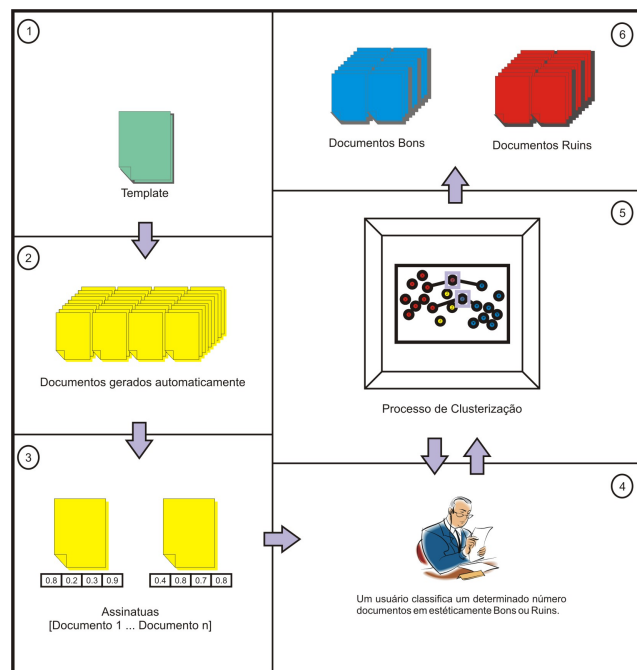 1
Template
2
Documentos gerados automaticamente
3
0.8 0.2 0.3 0.9
0.4 0.8 0.7 0.8
Assinatuas
[Documento 1 ... Documento n]
4
Um usuário classifica um determinado número
documentos em estéticamente Bons ou Ruins.
5
Processo de Clusterização
6
Documentos Bons
Documentos Ruins